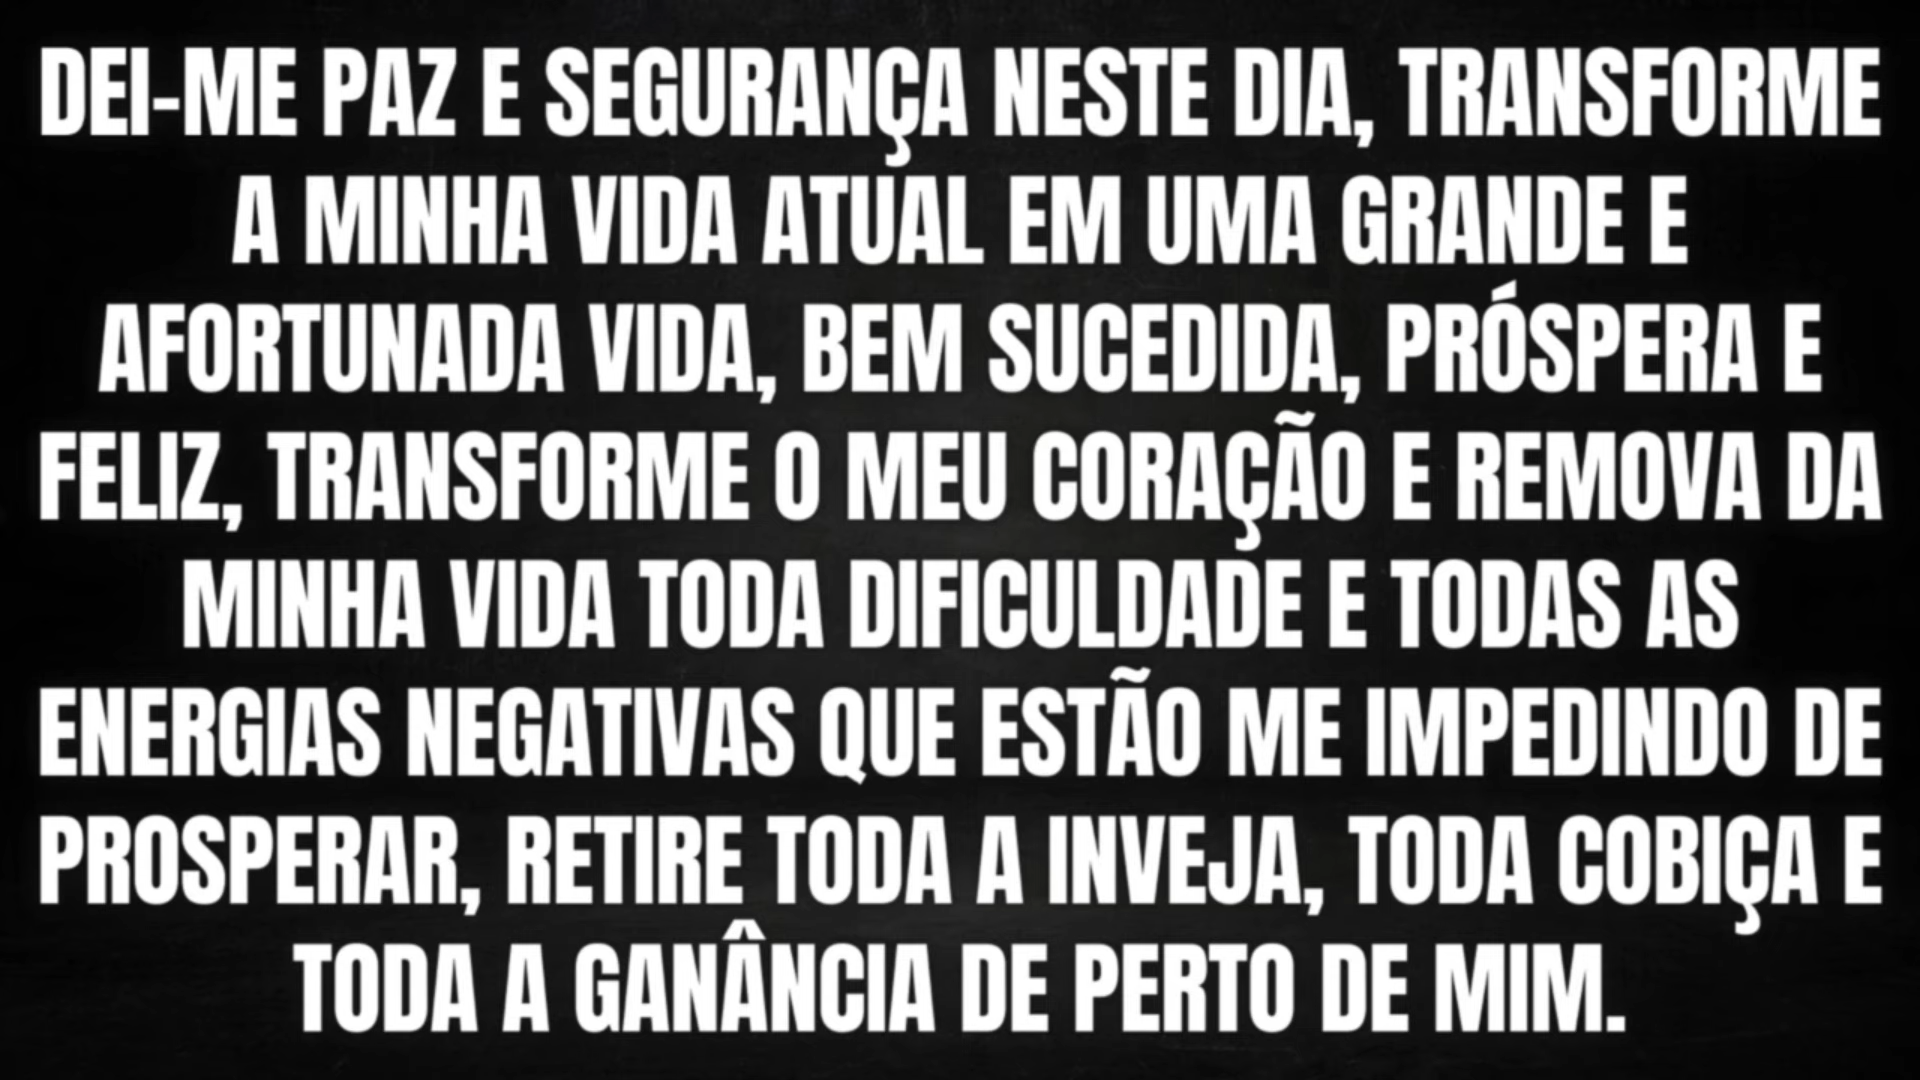 DEI-ME PAZ E SEGURANÇA NESTE DIA, TRANSFORME
A MINHA VIDA ATUAL EM UMA GRANDE E
AFORTUNADA VIDA, BEM SUCEDIDA, PRÓSPERA E
FELIZ, TRANSFORME O MEU CORAÇÃO E REMOVA DA
MINHA VIDA TODA DIFICULDADE E TODAS AS
ENERGIAS NEGATIVAS QUE ESTÃO ME IMPEDINDO DE
PROSPERAR, RETIRE TODA A INVEJA, TODA COBIÇA E
TODA A GANÂNCIA DE PERTO DE MIM.